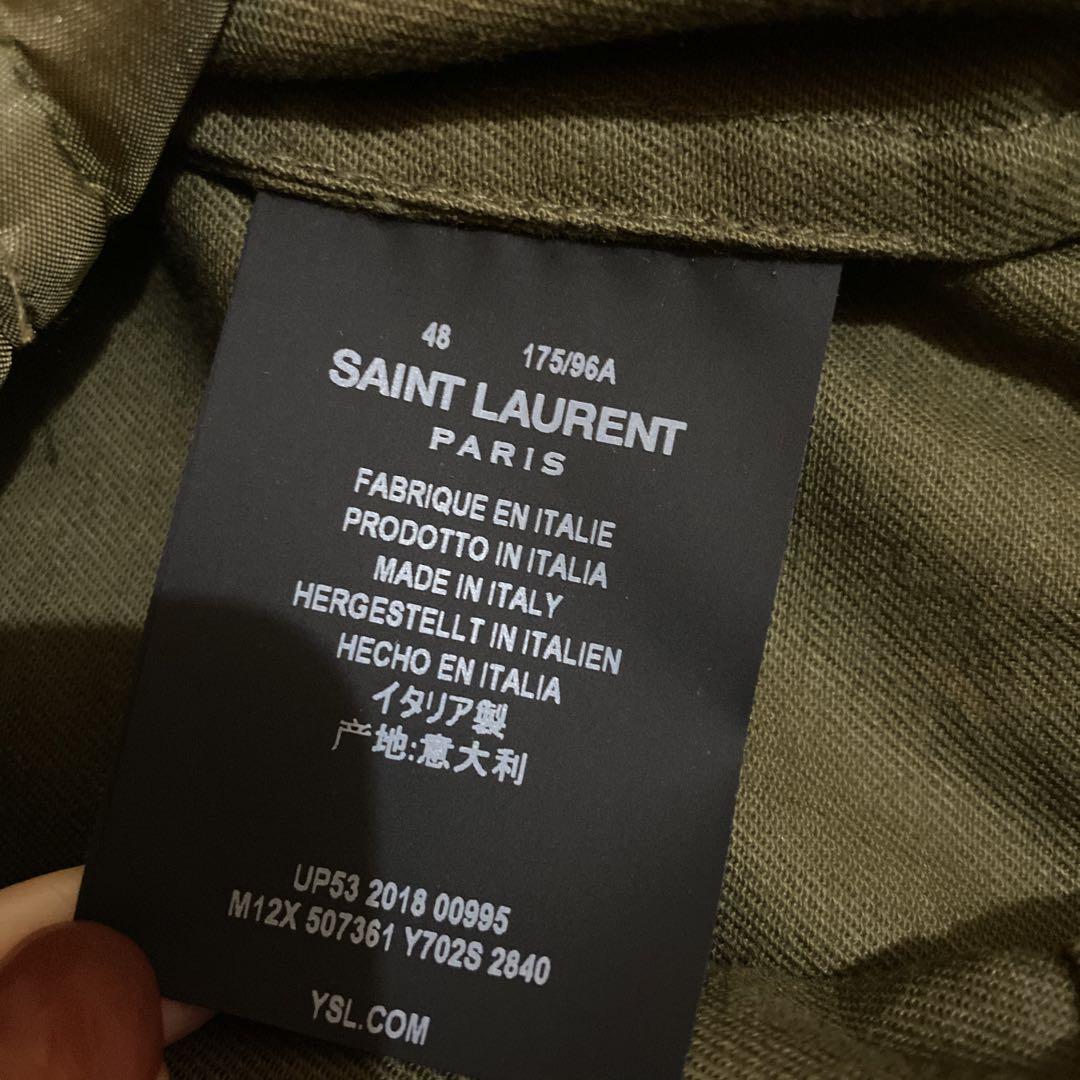 48 175/96A
SAINT LAURENT
PARIS
FABRIQUE EN ITALIE
PRODOTTO IN ITALIA
MADE IN ITALY
HERGESTELLT IN ITALIEN
HECHO EN ITALIA
イタリア製
产地:意大利
UP53 2018 00995
M12X 507361 Y702S 2840
YSL.COM